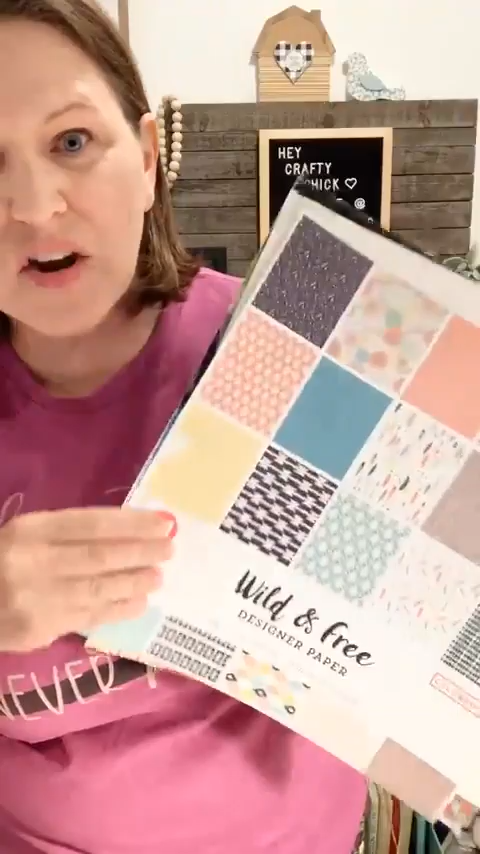 HEY
CRAFTY
CHICK ♡
@
Wild & Free
DESIGNER PAPER
NEVER